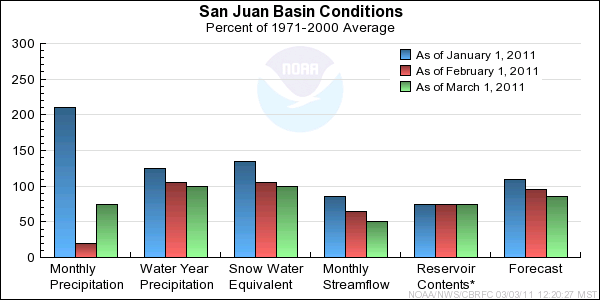 San Juan Basin Conditions
Percent of 1971-2000 Average
300
250
200
150
100
50
0
NOAA
As of January 1, 2011
As of February 1, 2011
As of March 1, 2011
Monthly
Precipitation
Water Year
Precipitation
Snow Water
Equivalent
Monthly
Streamflow
Reservoir
Contents*
Forecast
NOAA/NWS/CBRFC 03/03/11 12:20:27 MST